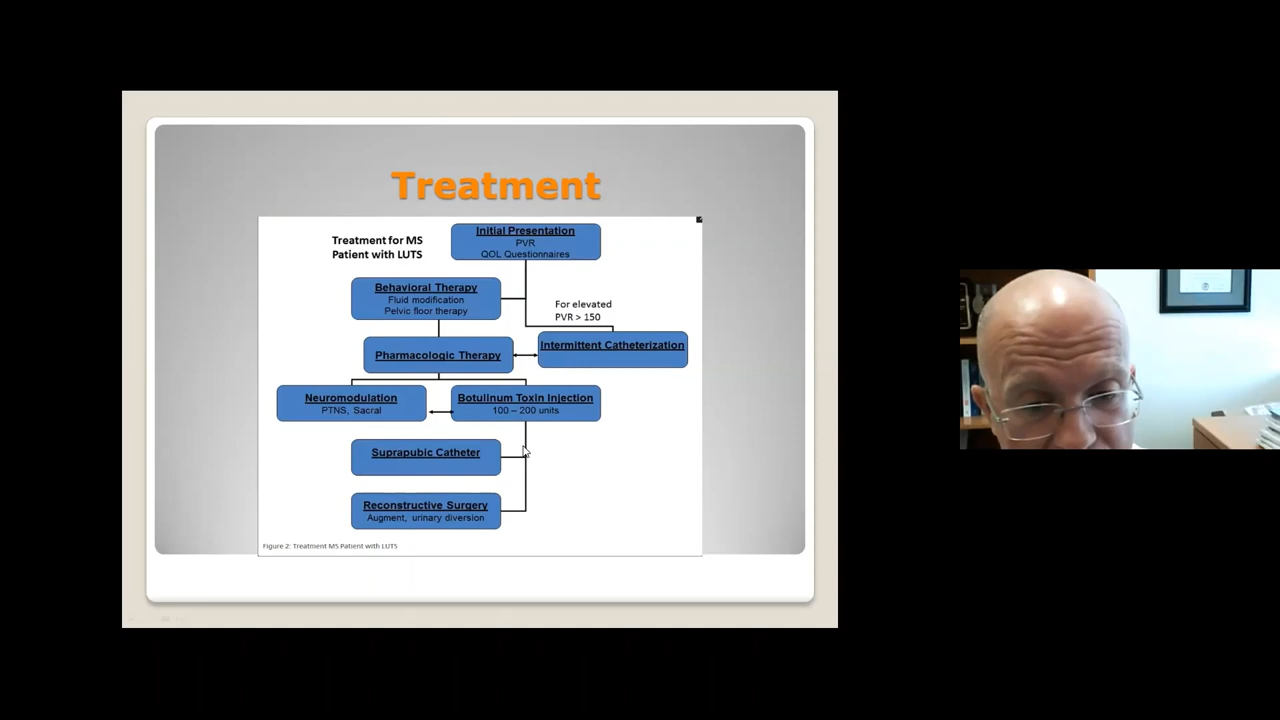 Treatment
Treatment for MS
Patient with LUTS
Initial Presentation
PVR
QOL Questionnaires
Behavioral Therapy
Fluid modification
Pelvic floor therapy
For elevated
PVR > 150
Pharmacologic Therapy
Intermittent Catheterization
Neuromodulation
PTNS, Sacral
Botulinum Toxin Injection
100 – 200 units
Suprapubic Catheter
Reconstructive Surgery
Augment, urinary diversion
Figure 2: Treatment MS Patient with LUTS